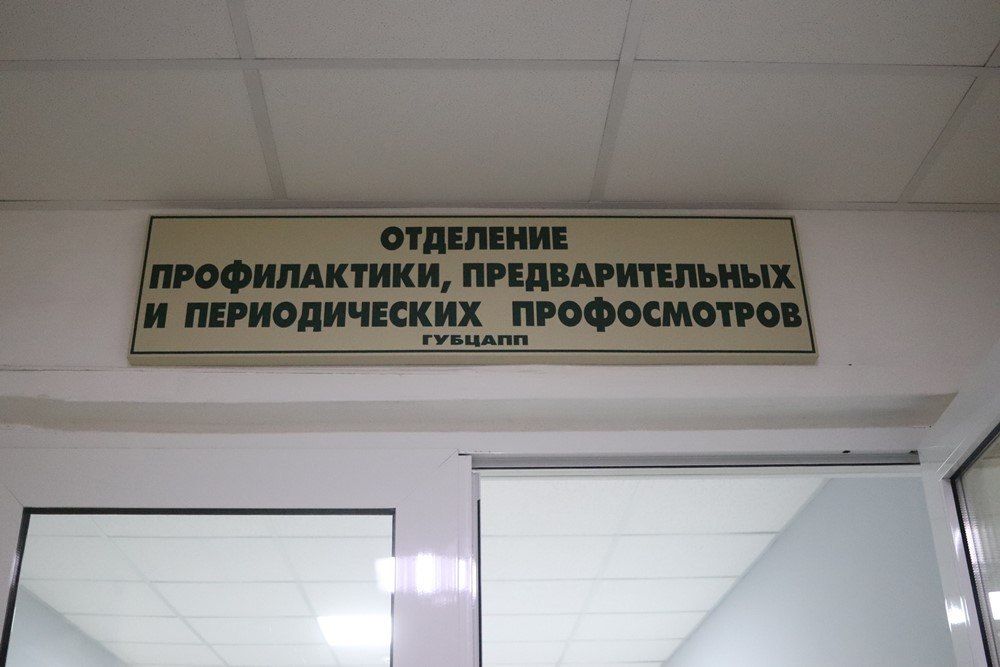 ОТДЕЛЕНИЕ
ПРОФИЛАКТИКИ, ПРЕДВАРИТЕЛЬНЫХ
И ПЕРИОДИЧЕСКИХ ПРОФОСМОТРОВ
ГУБЦАПП